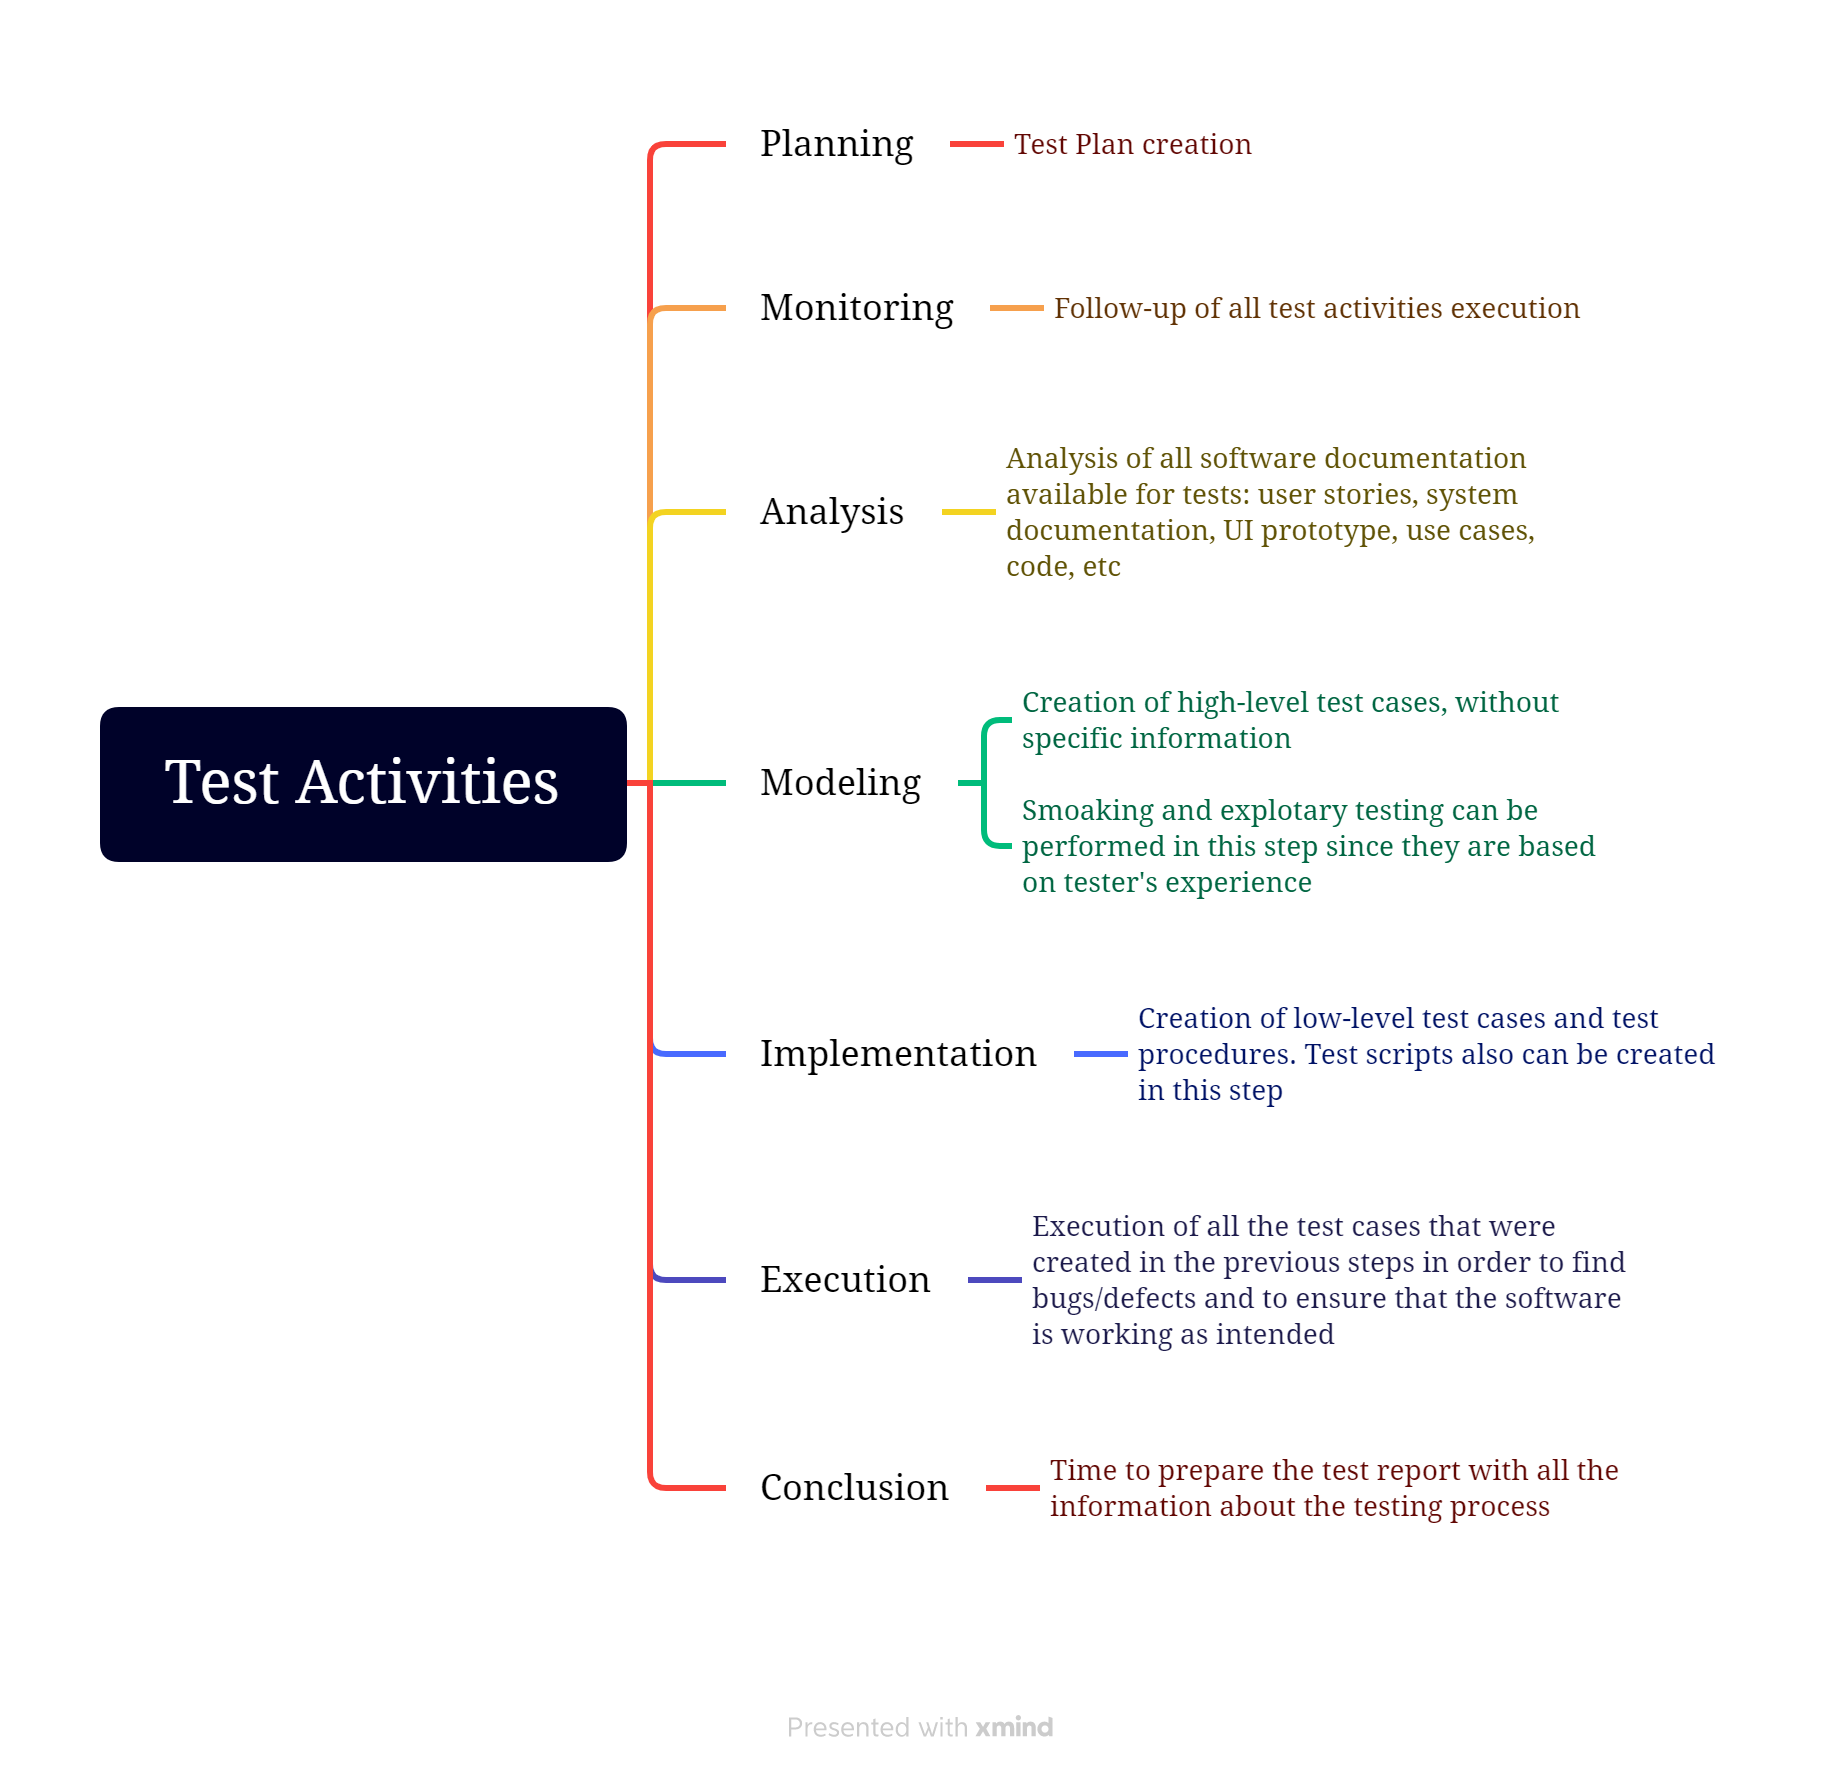 Test Activities
Planning
Test Plan creation
Monitoring
Follow-up of all test activities execution
Analysis
Analysis of all software documentation
available for tests: user stories, system
documentation, UI prototype, use cases,
code, etc
Modeling
Creation of high-level test cases, without
specific information
Smoaking and explotary testing can be
performed in this step since they are based
on tester's experience
Implementation
Creation of low-level test cases and test
procedures. Test scripts also can be created
in this step
Execution
Execution of all the test cases that were
created in the previous steps in order to find
bugs/defects and to ensure that the software
is working as intended
Conclusion
Time to prepare the test report with all the
information about the testing process
Presented with xmind